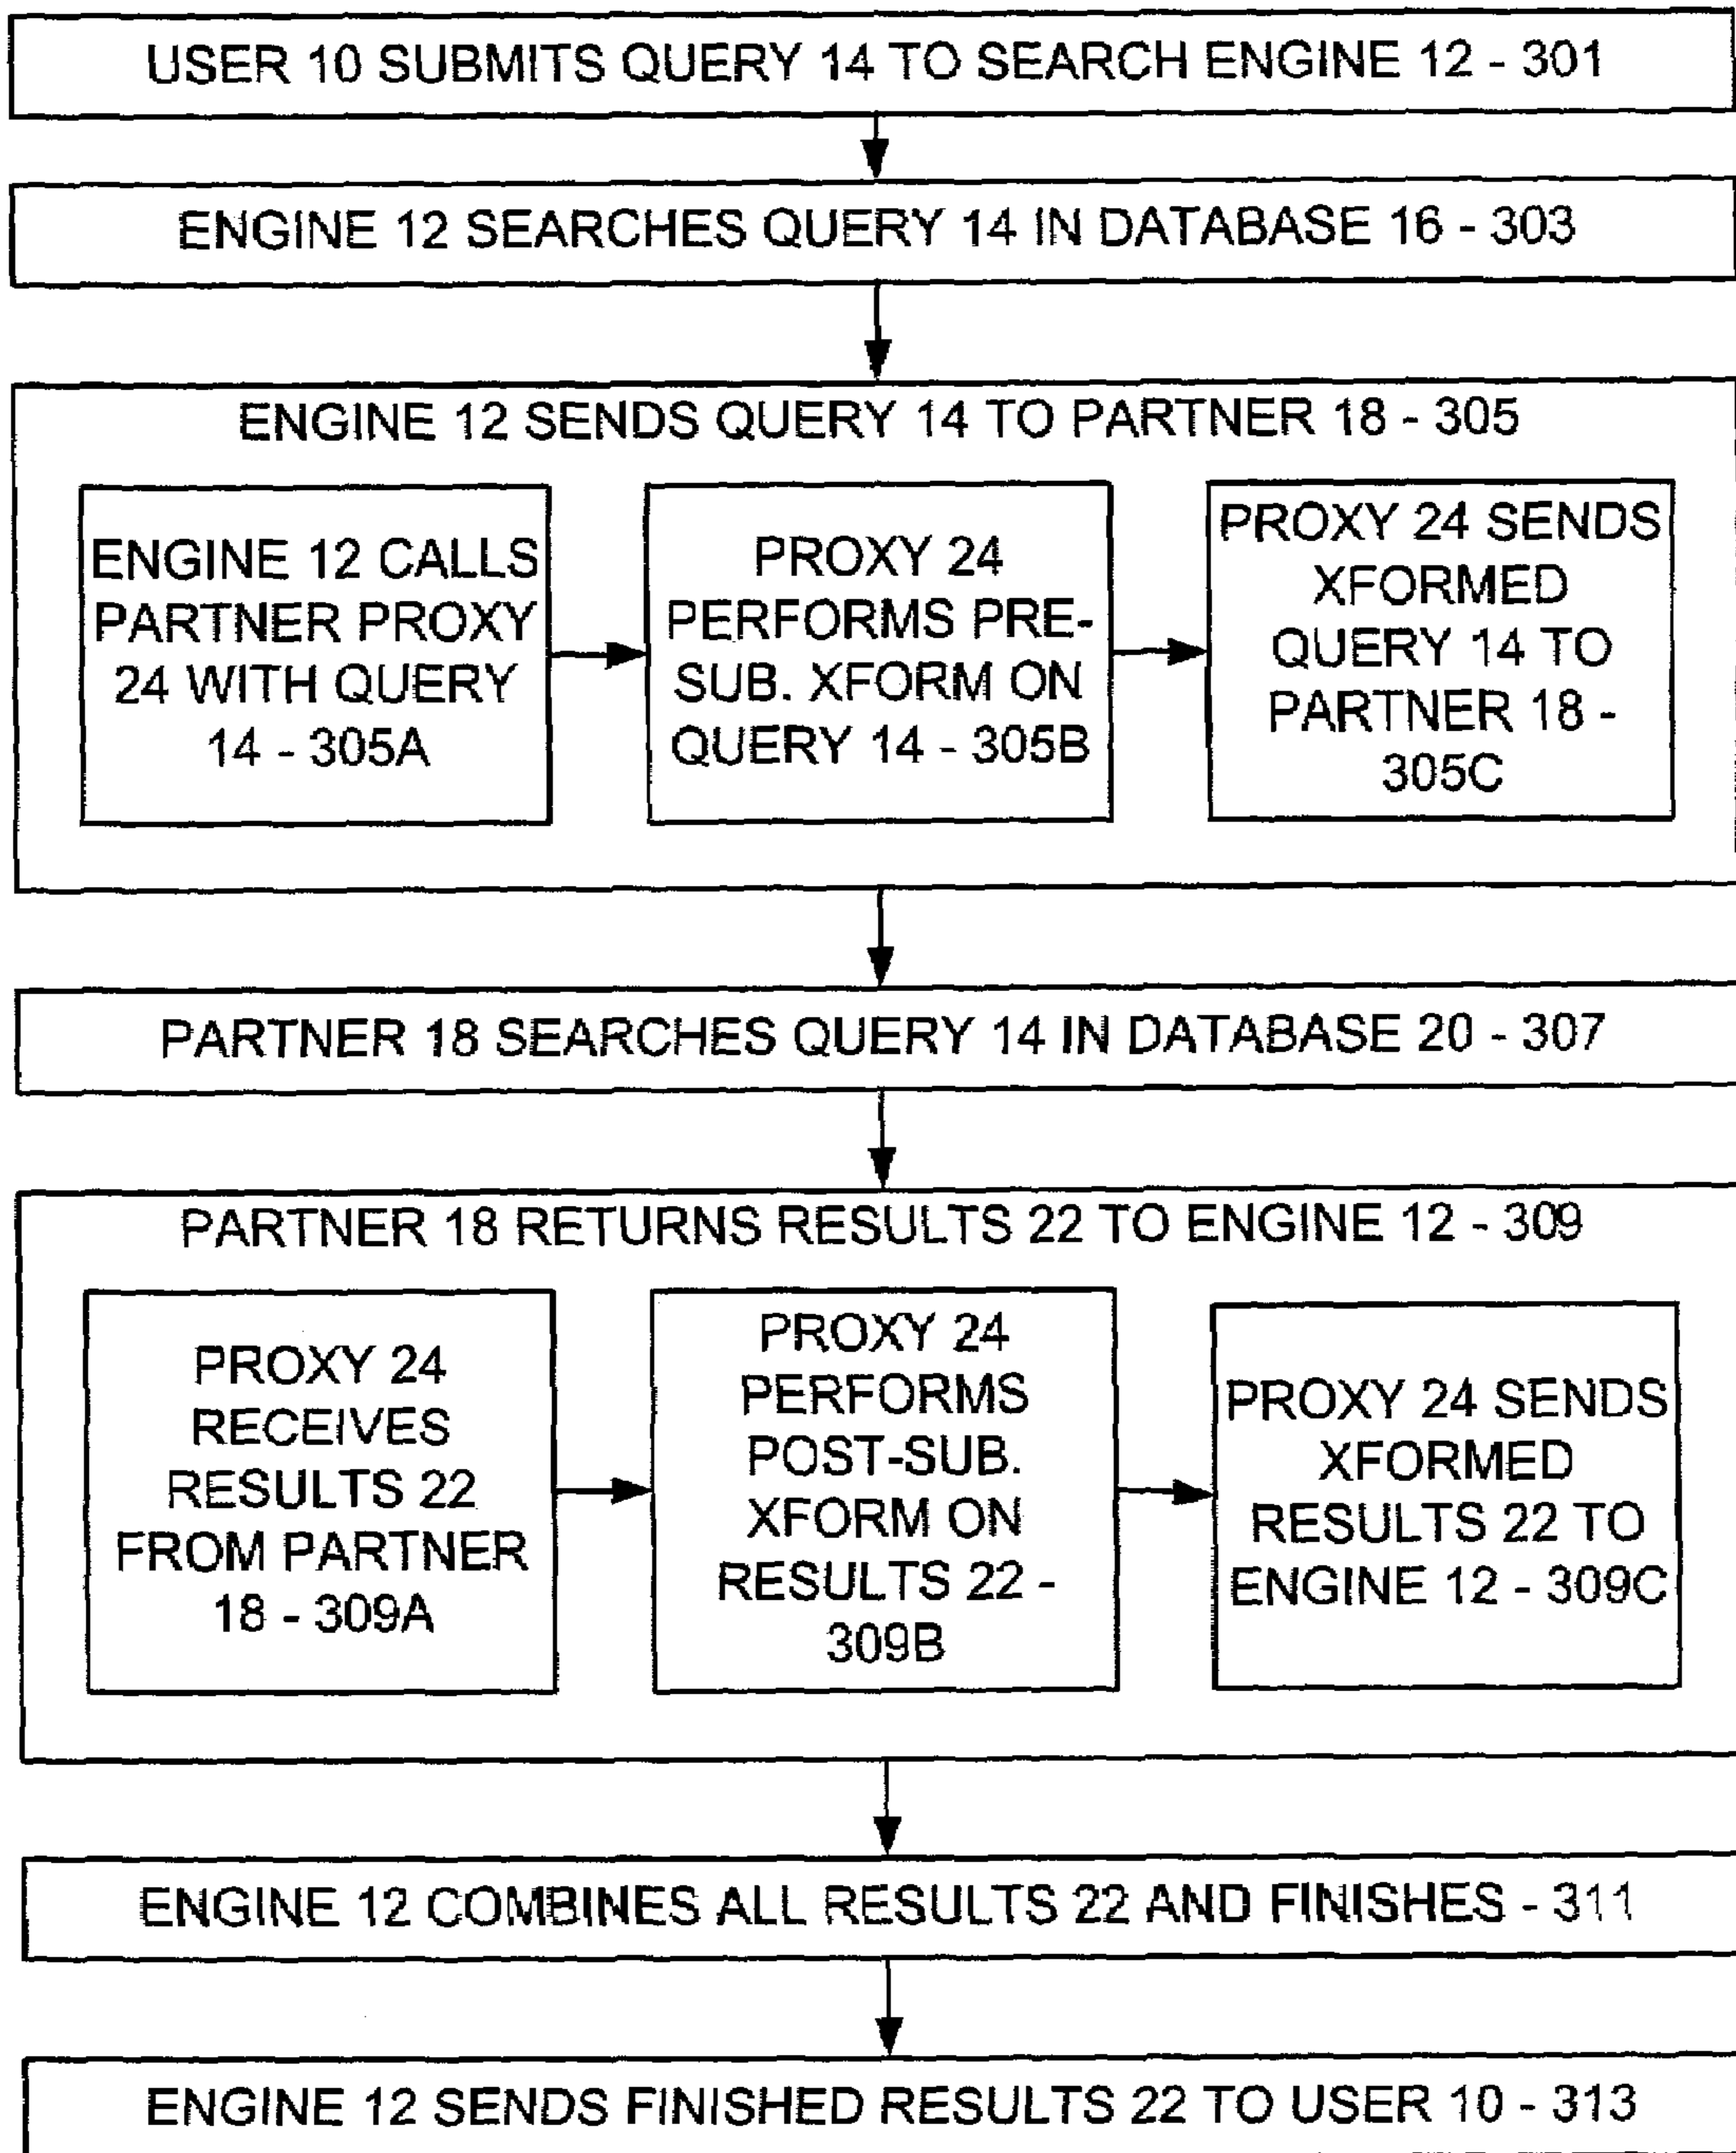 USER 10 SUBMITS QUERY 14 TO SEARCH ENGINE 12 - 301
ENGINE 12 SEARCHES QUERY 14 IN DATABASE 16 - 303
ENGINE 12 SENDS QUERY 14 TO PARTNER 18 - 305
ENGINE 12 CALLS
PARTNER PROXY
24 WITH QUERY
14 - 305A
PROXY 24
PERFORMS PRE-
SUB. XFORM ON
QUERY 14 - 305B
PROXY 24 SENDS
XFORMED
QUERY 14 TO
PARTNER 18 -
305C
PARTNER 18 SEARCHES QUERY 14 IN DATABASE 20 - 307
PARTNER 18 RETURNS RESULTS 22 TO ENGINE 12 - 309
PROXY 24
RECEIVES
RESULTS 22
FROM PARTNER
18 - 309A
PROXY 24
PERFORMS
POST-SUB.
XFORM ON
RESULTS 22 -
309B
PROXY 24 SENDS
XFORMED
RESULTS 22 TO
ENGINE 12 - 309C
ENGINE 12 COMBINES ALL RESULTS 22 AND FINISHES - 311
ENGINE 12 SENDS FINISHED RESULTS 22 TO USER 10 - 313